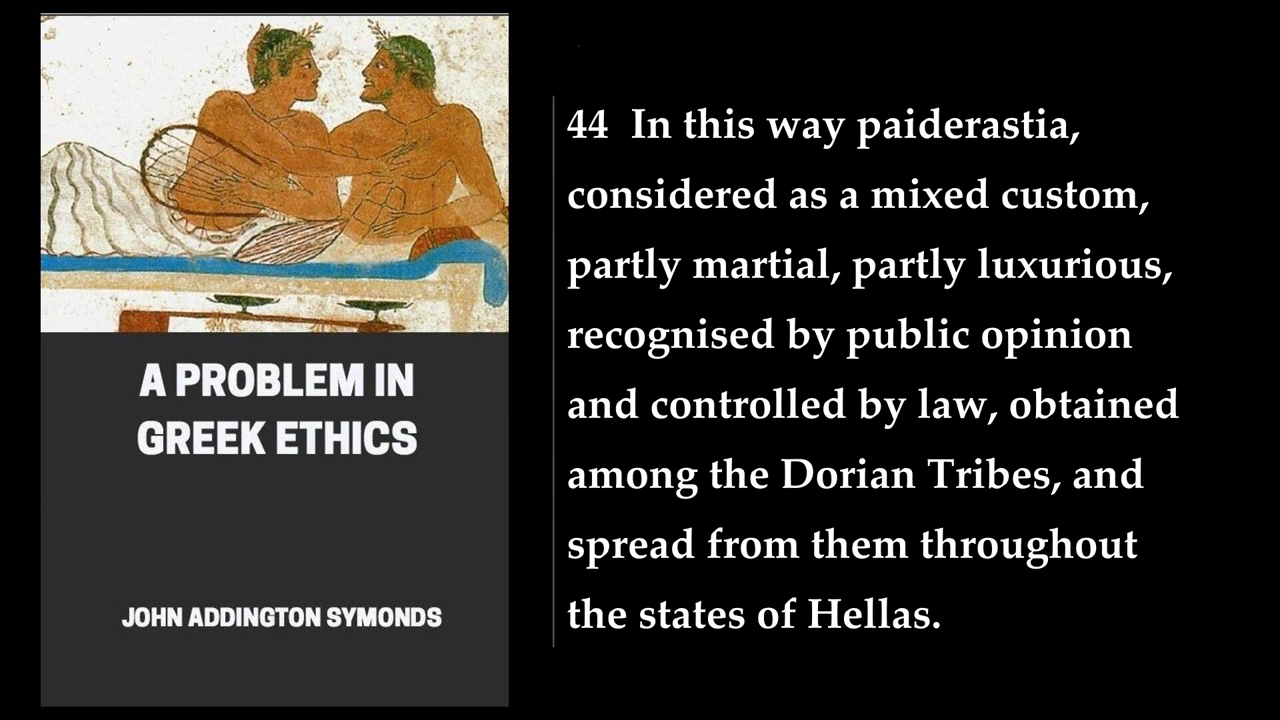 A PROBLEM IN
GREEK ETHICS
JOHN ADDINGTON SYMONDS
44 In this way paiderastia,
considered as a mixed custom,
partly martial, partly luxurious,
recognised by public opinion
and controlled by law, obtained
among the Dorian Tribes, and
spread from them throughout
the states of Hellas.